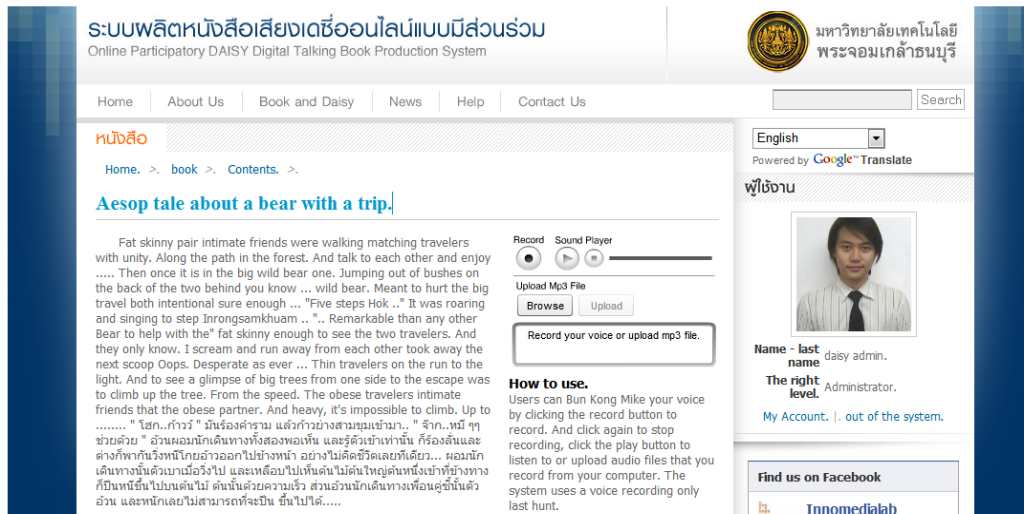 ระบบผลิตหนังสือเสียงเดซี่ออนไลน์แบบมีส่วนร่วม
Online Participatory DAISY Digital Talking Book Production System
มหาวิทยาลัยเทคโนโลยี
พระจอมเกล้าธนบุรี
Home
About Us
Book and Daisy
News
Help
Contact Us
Search
หนังสือ
Home. >. book >. Contents. >.
Aesop tale about a bear with a trip.
Fat skinny pair intimate friends were walking matching travelers
with unity. Along the path in the forest. And talk to each other and enjoy
..... Then once it is in the big wild bear one. Jumping out of bushes on
the back of the two behind you know ... wild bear. Meant to hurt the big
travel both intentional sure enough ... "Five steps Hok .." It was roaring
and singing to step Inrongsamkhuam .. ".. Remarkable than any other
Bear to help with the" fat skinny enough to see the two travelers. And
they only know. I scream and run away from each other took away the
next scoop Oops. Desperate as ever ... Thin travelers on the run to the
light. And to see a glimpse of big trees from one side to the escape was
to climb up the tree. From the speed. The obese travelers intimate
friends that the obese partner. And heavy, it's impossible to climb. Up to
........ " โฮก..ก้าวว์ " มันร้องคำราม แล้วก้าวย่างสามขุมเข้ามา.. " จ๊าก..หมี ๆๆ
ช่วยด้วย " อ้วนผอมนักเดินทางทั้งสองพอเห็น และรู้ตัวเข้าเท่านั้น ก็ร้องลั่นและ
ต่างก็พากันวิ่งหนีโกยอ้าวออกไปข้างหน้า อย่างไม่คิดชีวิตเลยทีเดียว... ผอมนัก
เดินทางนั้นตัวเบาเมื่อวิ่งไป และเหลือบไปเห็นต้นไม้ต้นใหญ่ต้นหนึ่งเข้าที่ข้างทาง
ก็ปีนหนีขึ้นไปบนต้นไม้ ต้นนั้นด้วยความเร็ว ส่วนอ้วนนักเดินทางเพื่อนคู่ซี้นั้นตัว
อ้วน และหนักเลยไม่สามารถที่จะปีน ขึ้นไปได้.....
Record
Sound Player
Upload Mp3 File
Browse
Upload
Record your voice or upload mp3 file.
How to use.
Users can Bun Kong Mike your voice
by clicking the record button to
record. And click again to stop
recording, click the play button to
listen to or upload audio files that you
record from your computer. The
system uses a voice recording only
last hunt.
English
Powered by Google™ Translate
ผู้ใช้งาน
Name - last name daisy admin.
The right level. Administrator.
My Account. |. out of the system.
Find us on Facebook
Innomedialab